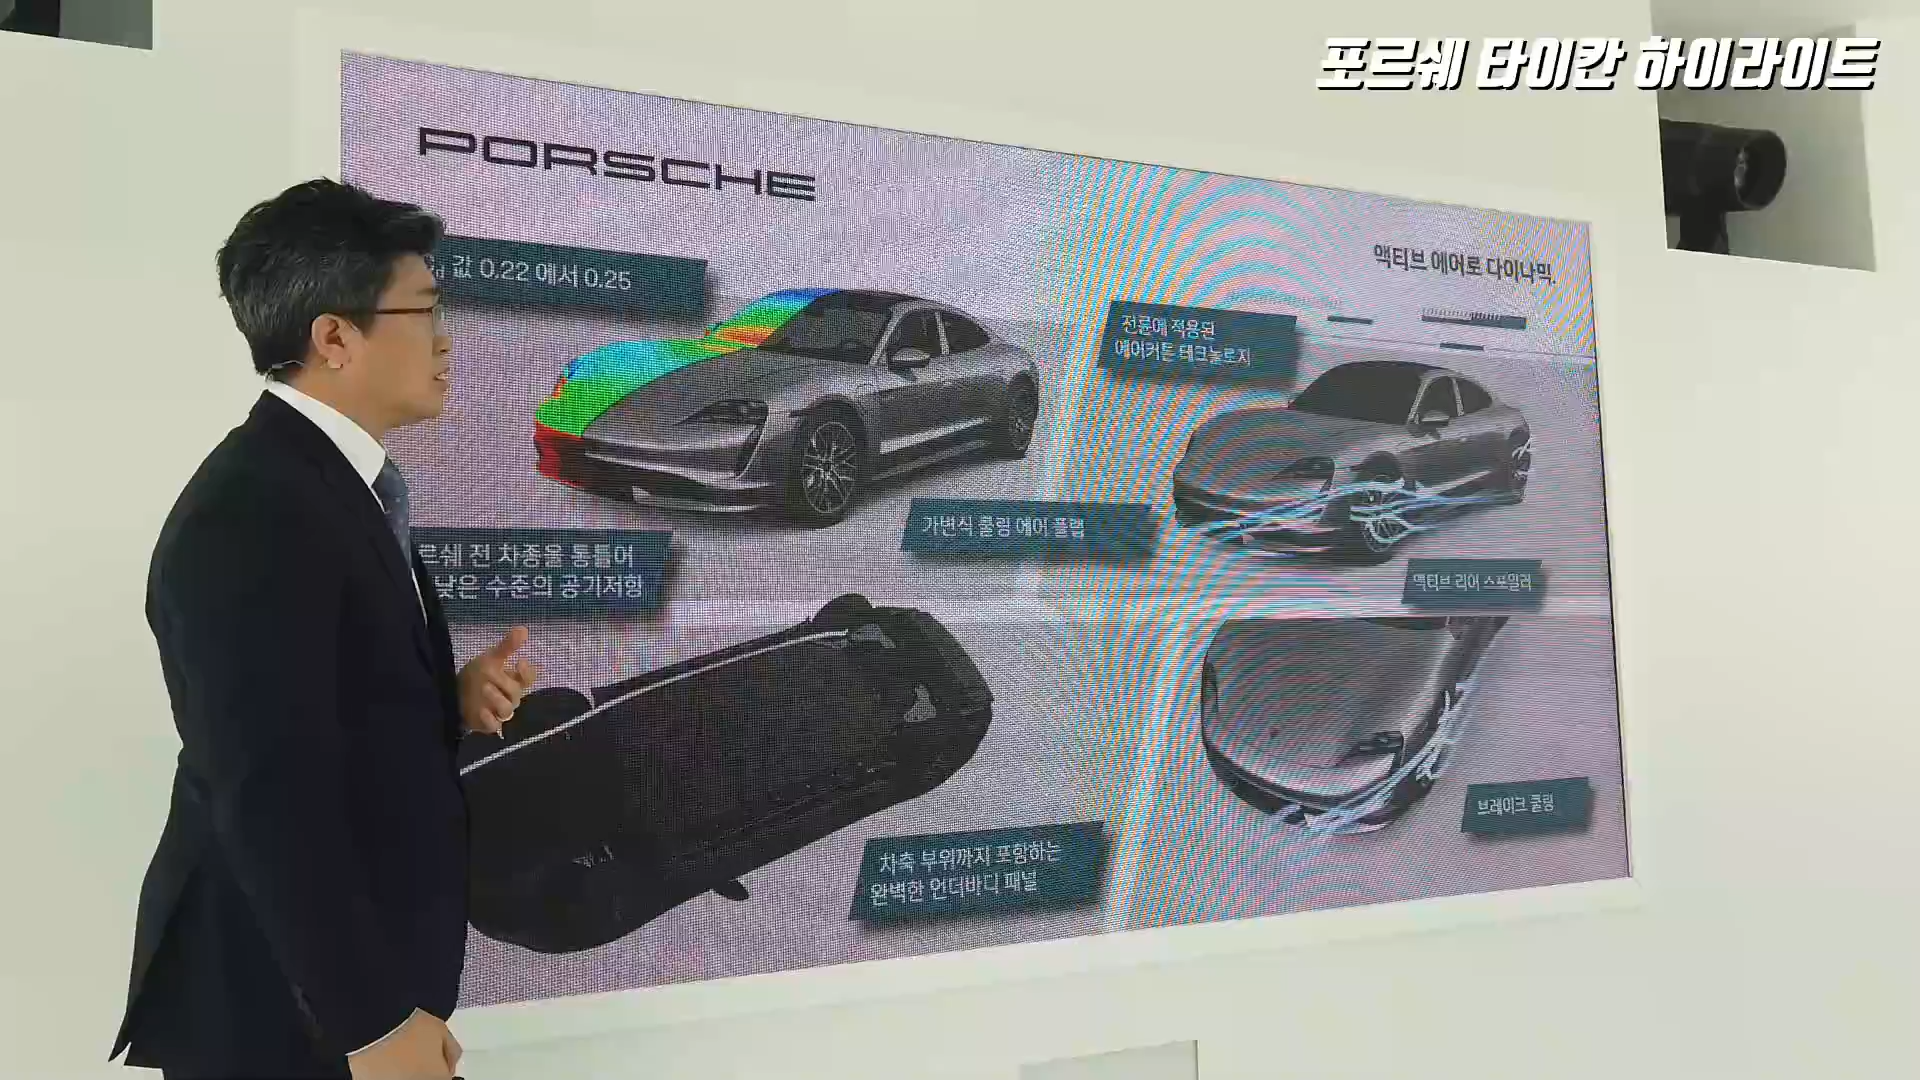 포르쉐 타이칸 하이라이트
PORSCHE
액티브 에어로 다이나믹.
값 0.22 에서 0.25
전륜에 적용된
에어커튼 테크놀로지
가변식 쿨링 에어 플랩
르쉐 전 차종을 통틀어
낮은 수준의 공기저항
액티브 리어 스포일러
브레이크 쿨링
차축 부위까지 포함하는
완벽한 언더바디 패널